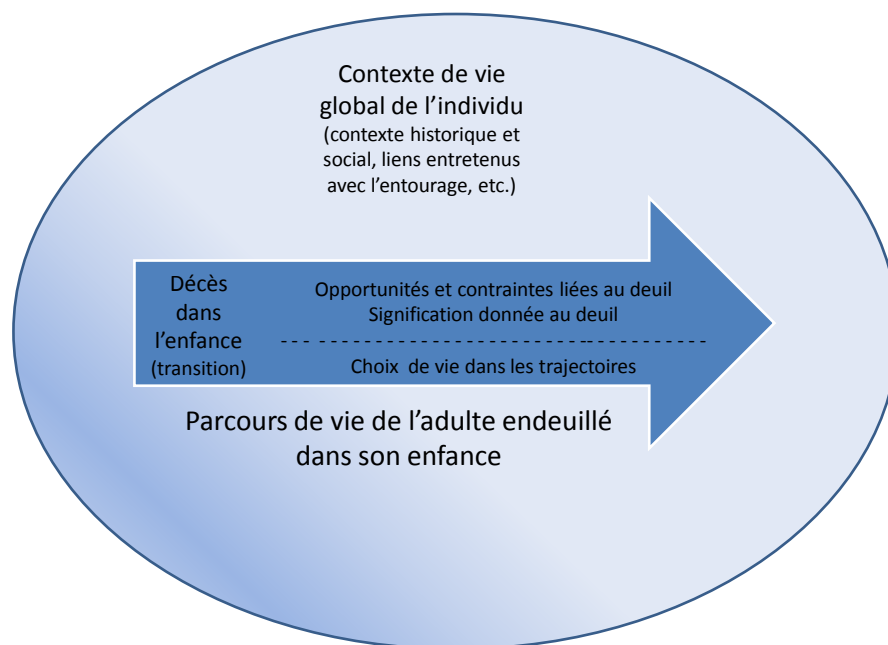 Contexte de vie
global de l’individu
(contexte historique et
social, liens entretenus
avec l’entourage, etc.)
Décès
dans
l’enfance
(transition)
Opportunités et contraintes liées au deuil
Signification donnée au deuil
Choix de vie dans les trajectoires
Parcours de vie de l’adulte endeuillé
dans son enfance